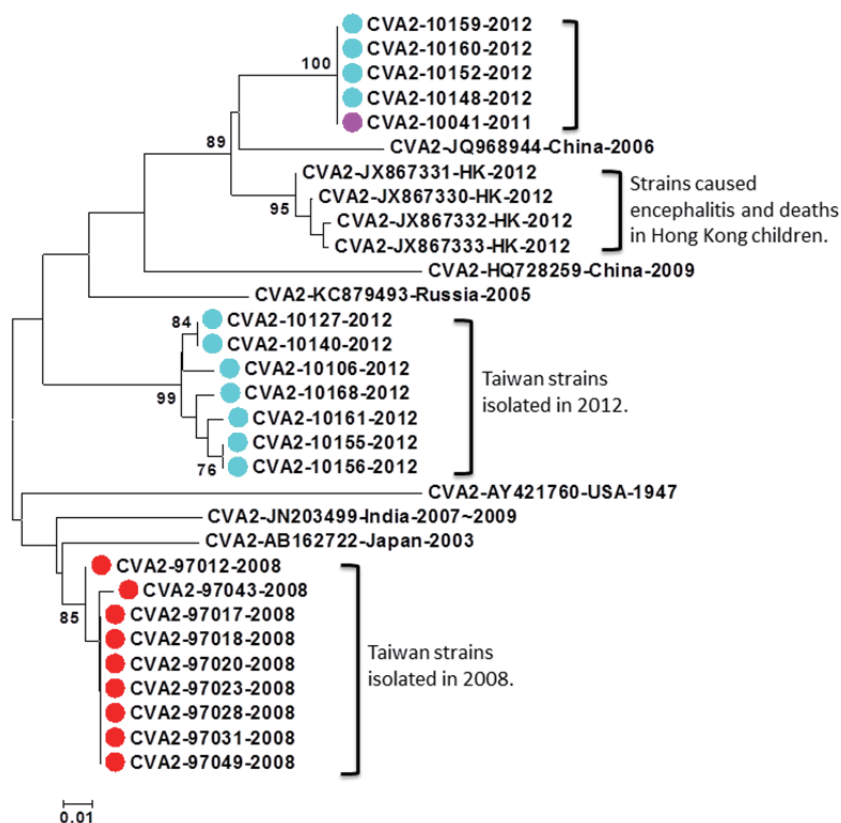 CVA2-10159-2012
CVA2-10160-2012
100
CVA2-10152-2012
CVA2-10148-2012
CVA2-10041-2011
89
CVA2-JQ968944-China-2006
CVA2-JX867331-HK-2012
CVA2-JX867330-HK-2012
95
CVA2-JX867332-HK-2012
CVA2-JX867333-HK-2012
Strains caused
encephalitis and deaths
in Hong Kong children.
CVA2-HQ728259-China-2009
CVA2-KC879493-Russia-2005
84
CVA2-10127-2012
CVA2-10140-2012
CVA2-10106-2012
99
CVA2-10168-2012
CVA2-10161-2012
CVA2-10155-2012
76
CVA2-10156-2012
Taiwan strains
isolated in 2012.
CVA2-AY421760-USA-1947
CVA2-JN203499-India-2007~2009
CVA2-AB162722-Japan-2003
CVA2-97012-2008
CVA2-97043-2008
85
CVA2-97017-2008
CVA2-97018-2008
CVA2-97020-2008
CVA2-97023-2008
CVA2-97028-2008
CVA2-97031-2008
CVA2-97049-2008
Taiwan strains
isolated in 2008.
0.01